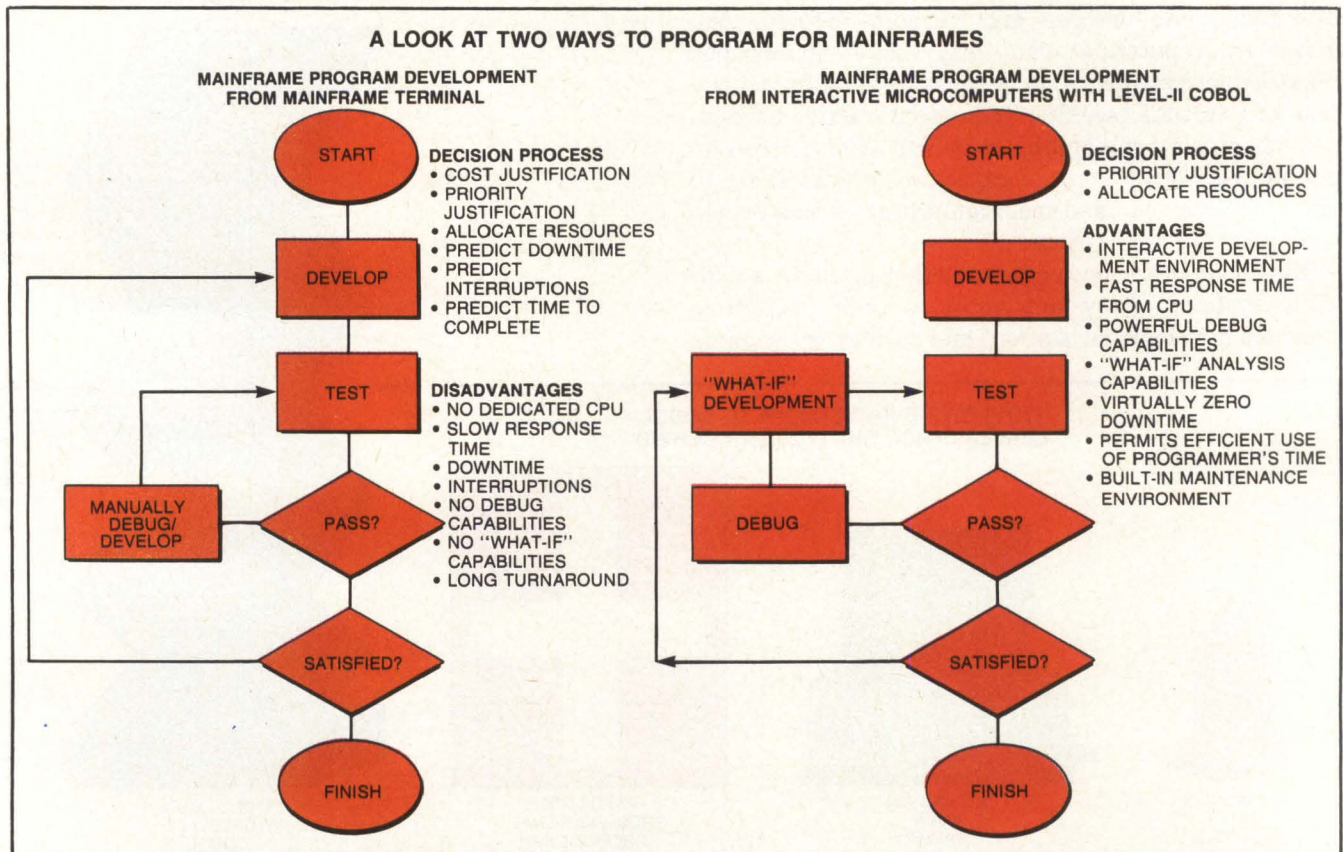 A LOOK AT TWO WAYS TO PROGRAM FOR MAINFRAMES
MAINFRAME PROGRAM DEVELOPMENT
FROM MAINFRAME TERMINAL
START
DECISION PROCESS
• COST JUSTIFICATION
• PRIORITY
JUSTIFICATION
• ALLOCATE RESOURCES
• PREDICT DOWNTIME
• PREDICT
INTERRUPTIONS
• PREDICT TIME TO
COMPLETE
DEVELOP
TEST
DISADVANTAGES
• NO DEDICATED CPU
• SLOW RESPONSE
TIME
• DOWNTIME
• INTERRUPTIONS
• NO DEBUG
CAPABILITIES
• NO "WHAT-IF"
CAPABILITIES
• LONG TURNAROUND
MANUALLY
DEBUG/
DEVELOP
PASS?
SATISFIED?
FINISH
MAINFRAME PROGRAM DEVELOPMENT
FROM INTERACTIVE MICROCOMPUTERS WITH LEVEL-II COBOL
START
DECISION PROCESS
• PRIORITY JUSTIFICATION
• ALLOCATE RESOURCES
ADVANTAGES
• INTERACTIVE DEVELOP-
MENT ENVIRONMENT
• FAST RESPONSE TIME
FROM CPU
• POWERFUL DEBUG
CAPABILITIES
• "WHAT-IF" ANALYSIS
CAPABILITIES
• VIRTUALLY ZERO
DOWNTIME
• PERMITS EFFICIENT USE
OF PROGRAMMER'S TIME
• BUILT-IN MAINTENANCE
ENVIRONMENT
DEVELOP
"WHAT-IF"
DEVELOPMENT
TEST
DEBUG
PASS?
SATISFIED?
FINISH